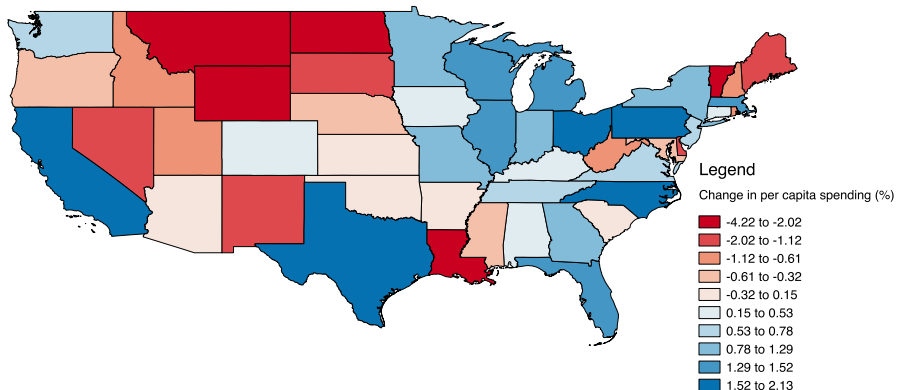 Legend
Change in per capita spending (%)
-4.22 to -2.02
-2.02 to -1.12
-1.12 to -0.61
-0.61 to -0.32
-0.32 to 0.15
0.15 to 0.53
0.53 to 0.78
0.78 to 1.29
1.29 to 1.52
1.52 to 2.13